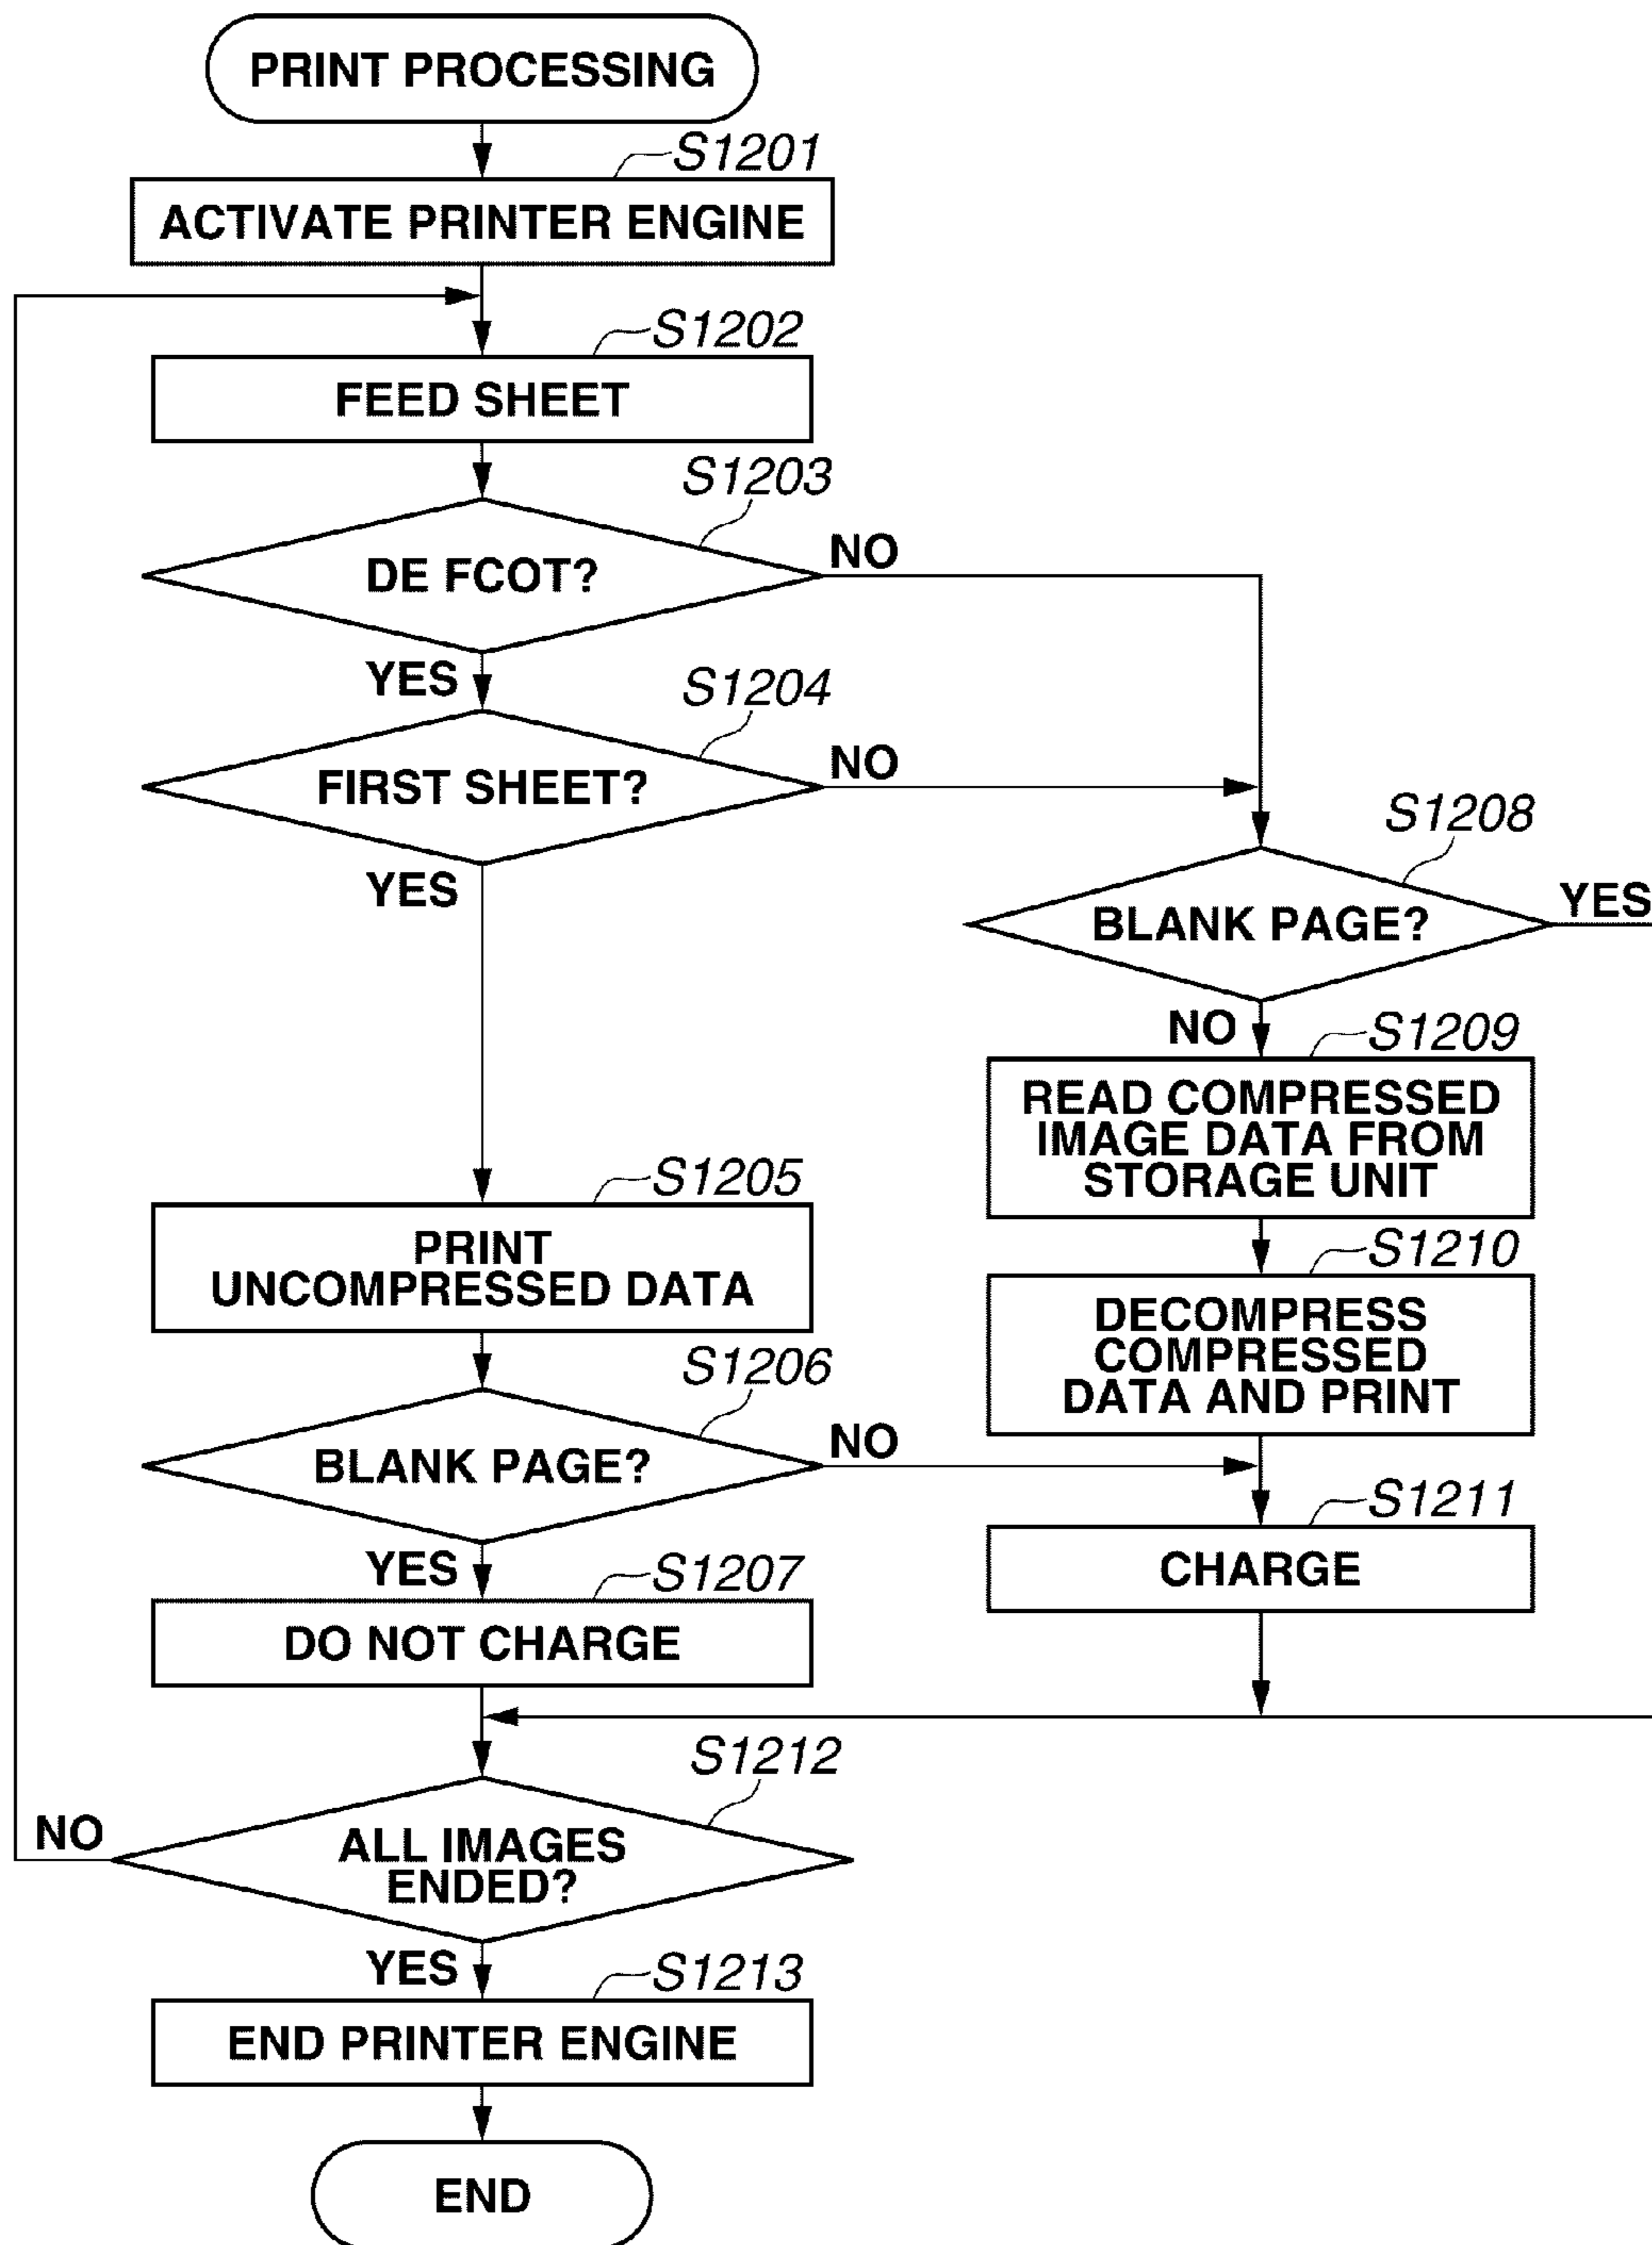 PRINT PROCESSING
S1201
ACTIVATE PRINTER ENGINE
S1202
FEED SHEET
S1203
DE FCOT?
NO
YES
S1204
FIRST SHEET?
NO
YES
S1208
BLANK PAGE?
YES
NO
S1209
READ COMPRESSED
IMAGE DATA FROM
STORAGE UNIT
S1205
PRINT
UNCOMPRESSED DATA
S1210
DECOMPRESS
COMPRESSED
DATA AND PRINT
S1206
BLANK PAGE?
NO
YES
S1211
CHARGE
S1207
DO NOT CHARGE
S1212
ALL IMAGES
ENDED?
NO
YES
S1213
END PRINTER ENGINE
END